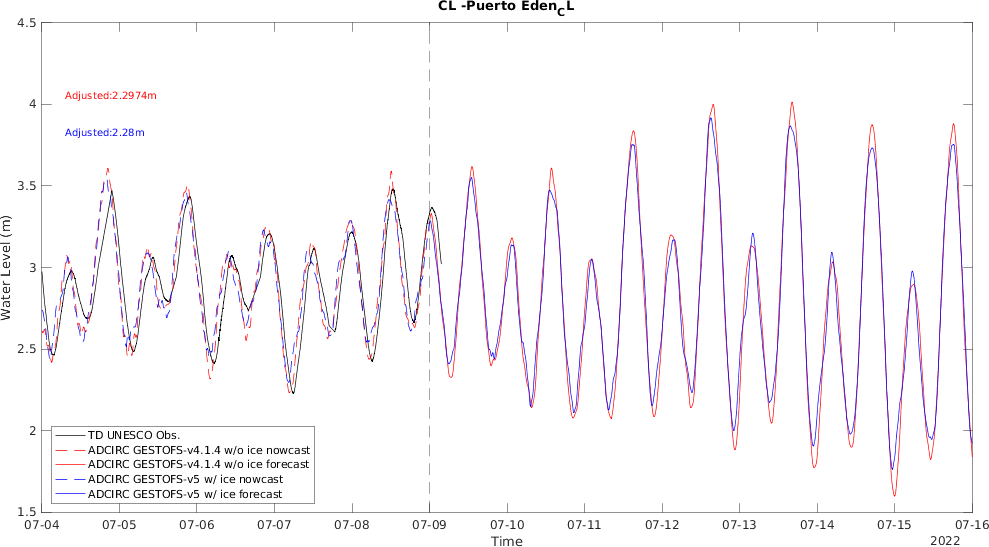 CL -Puerto Eden_CL
4.5
4
3.5
3
2.5
2
1.5
Water Level (m)
Adjusted:2.2974m
Adjusted:2.28m
TD UNESCO Obs.
ADCIRC GESTOFS-v4.1.4 w/o ice nowcast
ADCIRC GESTOFS-v4.1.4 w/o ice forecast
ADCIRC GESTOFS-v5 w/ ice nowcast
ADCIRC GESTOFS-v5 w/ ice forecast
07-04 07-05 07-06 07-07 07-08 07-09 07-10 07-11 07-12 07-13 07-14 07-15 07-16
Time
2022